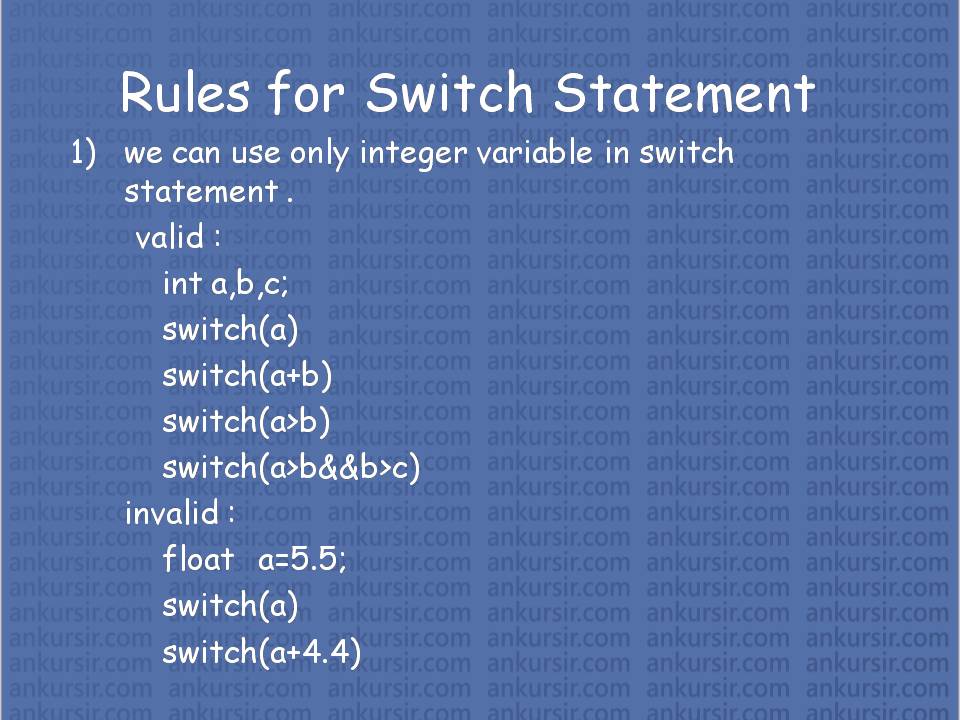 Rules for Switch Statement
1) we can use only integer variable in switch
statement .
valid :
int a,b,c;
switch(a)
switch(a+b)
switch(a>b)
switch(a>b&&b>c)
invalid :
float a=5.5;
switch(a)
switch(a+4.4)
ankursir.com